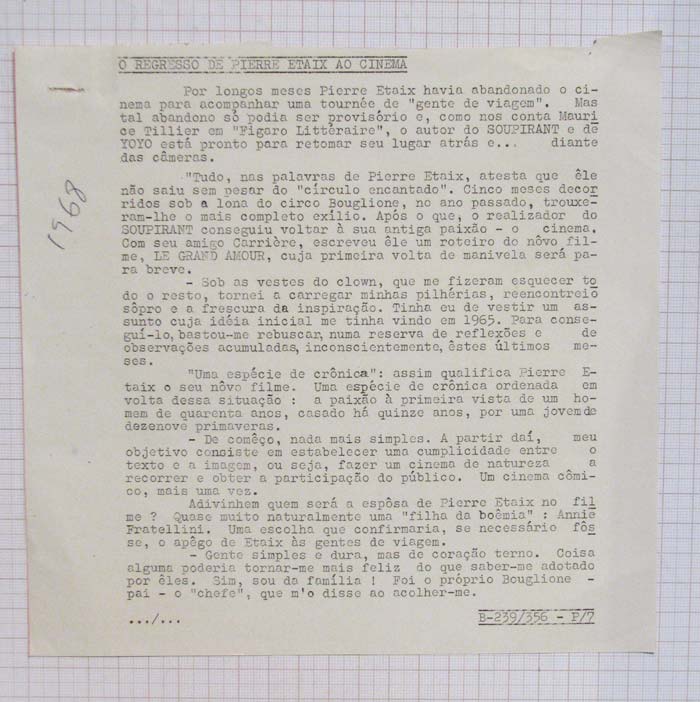 O REGRESSO DE PIERRE ETAIX AO CINEMA
Por longos meses Pierre Etaix havia abandonado o ci-
nema para acompanhar uma tournée de "gente de viagem". Mas
tal abandono só podia ser provisório e, como nos conta Mauri
ce Tillier em "Figaro Littèraire", o autor do SOUPIRANT e de
YOYO está pronto para retomar seu lugar atrás e... diante
das câmeras.
"Tudo, nas palavras de Pierre Etaix, atesta que êle
não saiu sem pesar do "círculo encantado". Cinco meses decor
ridos sob a lona do circo Bouglione, no ano passado, trouxe-
ram-lhe o mais completo exílio. Após o que, o realizador do
SOUPIRANT conseguiu voltar à sua antiga paixão - o cinema.
Com seu amigo Carrière, escreveu êle um roteiro do nôvo fil-
me, LE GRAND AMOUR, cuja primeira volta de manivela será pa-
ra breve.
- Sob as vestes do clown, que me fizeram esquecer to
do o resto, tornei a carregar minhas pilhérias, reencontrei o
sôpro e a frescura da inspiração. Tinha eu de vestir um as-
sunto cuja idéia inicial me tinha vindo em 1965. Para conse-
guí-lo, bastou-me rebuscar, numa reserva de reflexões e de
observações acumuladas, inconscientemente, êstes últimos me-
ses.
"Uma espécie de crônica": assim qualifica Pierre E-
taix o seu nôvo filme. Uma espécie de crônica ordenada em
volta dessa situação : a paixão à primeira vista de um ho-
mem de quarenta anos, casado há quinze anos, por uma jovem de
dezenove primaveras.
- De comêço, nada mais simples. A partir daí, meu
objetivo consiste em estabelecer uma cumplicidade entre o
texto e a imagem, ou seja, fazer um cinema de natureza a
recorrer e obter a participação do público. Um cinema cômi-
co, mais uma vez.
Adivinhem quem será a espôsa de Pierre Etaix no fil
me ? Quase muito naturalmente uma "filha da boêmia" : Annie
Fratellini. Uma escolha que confirmaria, se necessário fôs
se, o apêgo de Etaix às gentes de viagem.
- Gente simples e dura, mas de coração terno. Coisa
alguma poderia tornar-me mais feliz do que saber-me adotado
por êles. Sim, sou da família ! Foi o próprio Bouglione -
pai - o "chefe", que m'o disse ao acolher-me.
.../...
B-239/356 - P/7
1968